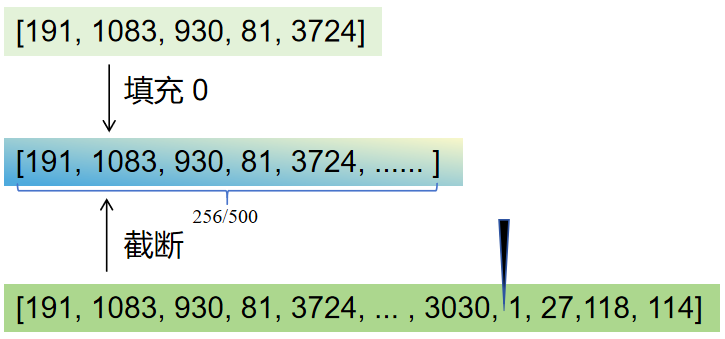 [191, 1083, 930, 81, 3724]
填充 0
[191, 1083, 930, 81, 3724, ...... ]
256/500
截断
[191, 1083, 930, 81, 3724, ... , 3030, 1, 27,118, 114]